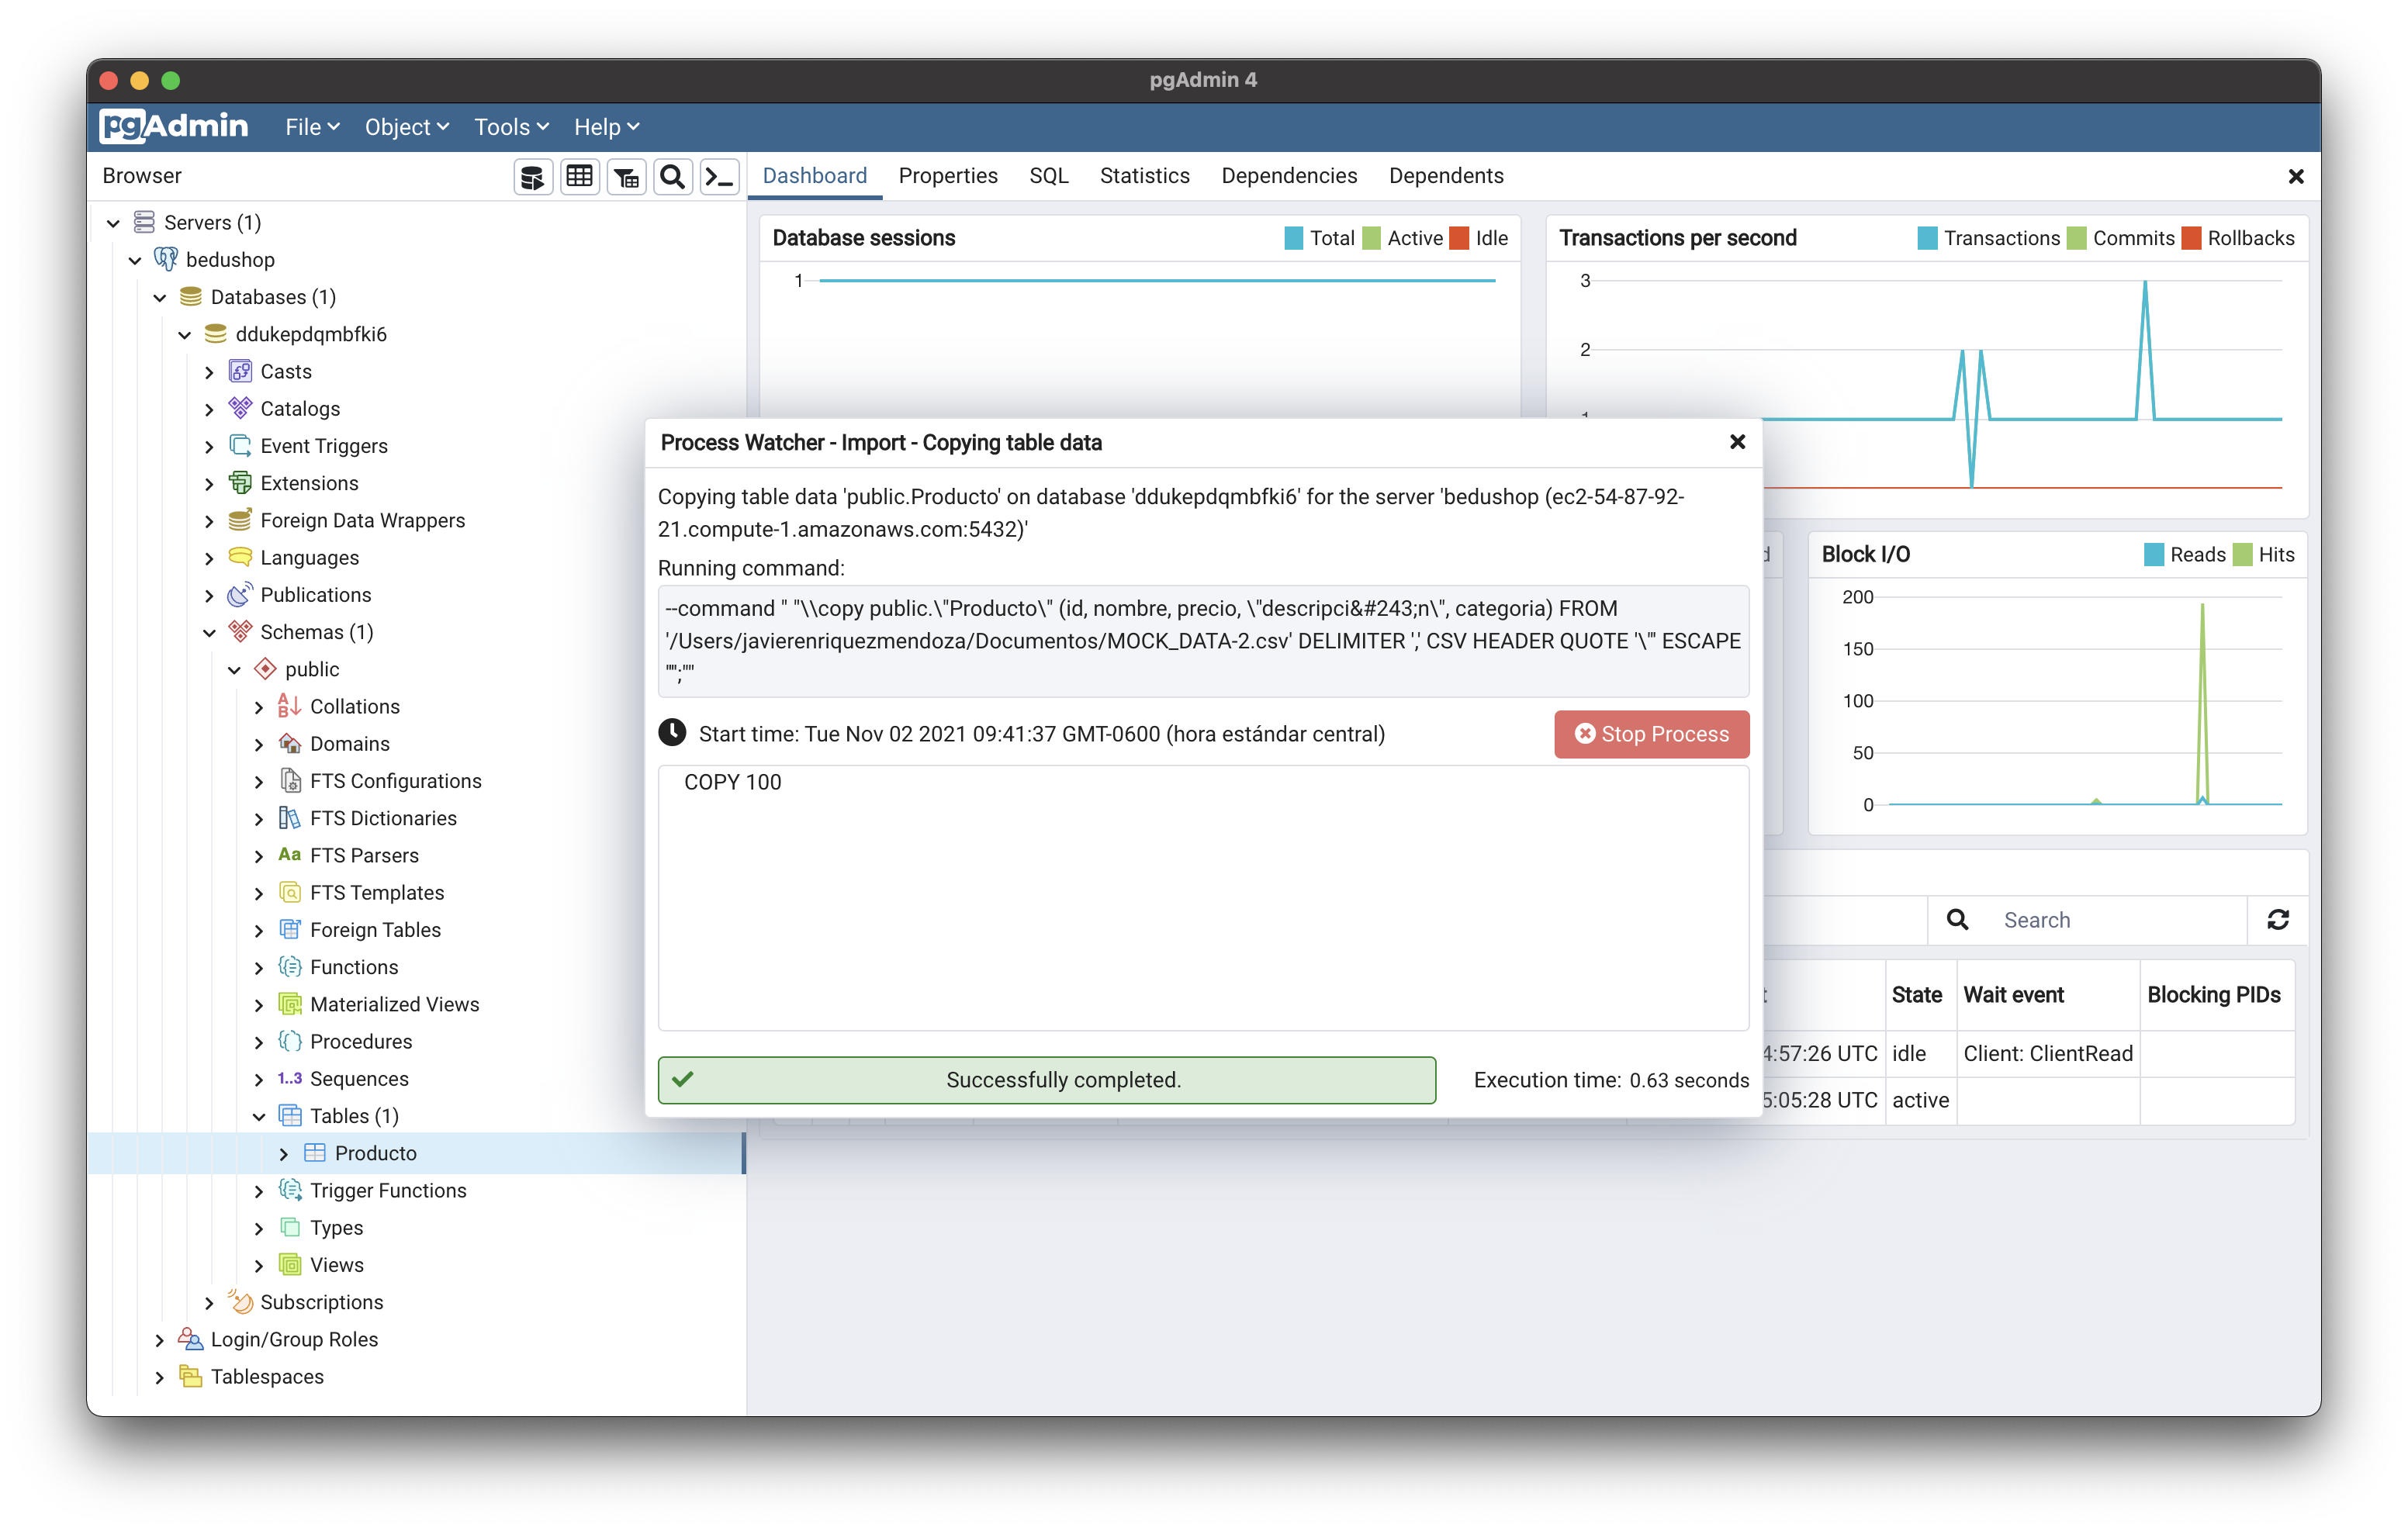 pgAdmin 4
pgAdmin File Object Tools Help
Browser
Dashboard Properties SQL Statistics Dependencies Dependents
Servers (1)
bedushop
Databases (1)
ddukepdqmbfki6
Casts
Catalogs
Event Triggers
Extensions
Foreign Data Wrappers
Languages
Publications
Schemas (1)
public
Collations
Domains
FTS Configurations
FTS Dictionaries
Aa FTS Parsers
FTS Templates
Foreign Tables
Functions
Materialized Views
Procedures
1..3 Sequences
Tables (1)
Producto
Trigger Functions
Types
Views
Subscriptions
Login/Group Roles
Tablespaces
Database sessions Total Active Idle
1
Transactions per second Transactions Commits Rollbacks
3
2
1
Process Watcher - Import - Copying table data
Copying table data 'public.Producto' on database 'ddukepdqmbfki6' for the server 'bedushop (ec2-54-87-92-
21.compute-1.amazonaws.com:5432)'
Running command:
--command " "\\copy public.\"Producto\" (id, nombre, precio, \"descripci&#243;n\", categoria) FROM
'/Users/javierenriquezmendoza/Documentos/MOCK_DATA-2.csv' DELIMITER ',' CSV HEADER QUOTE '\"' ESCAPE
'''';""
Start time: Tue Nov 02 2021 09:41:37 GMT-0600 (hora estándar central)
Stop Process
COPY 100
Successfully completed.
Execution time: 0.63 seconds
Block I/O Reads Hits
200
150
100
50
0
Search
State Wait event Blocking PIDs
4:57:26 UTC idle Client: ClientRead
5:05:28 UTC active